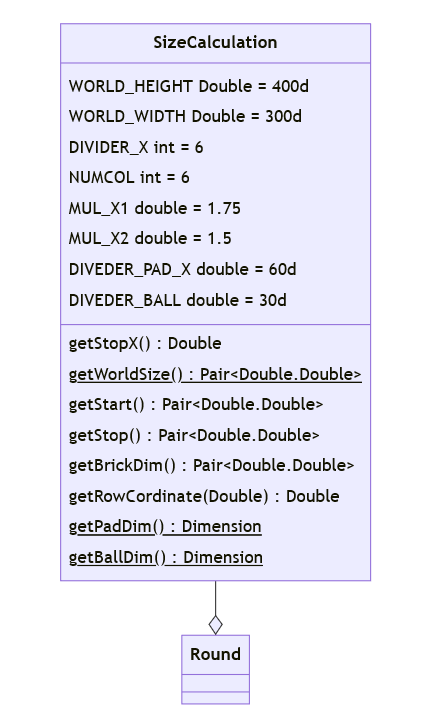 SizeCalculation
WORLD_HEIGHT Double = 400d
WORLD_WIDTH Double = 300d
DIVIDER_X int = 6
NUMCOL int = 6
MUL_X1 double = 1.75
MUL_X2 double = 1.5
DIVEDER_PAD_X double = 60d
DIVEDER_BALL double = 30d
getStopX() : Double
getWorldSize() : Pair<Double.Double>
getStart() : Pair<Double.Double>
getStop() : Pair<Double.Double>
getBrickDim() : Pair<Double.Double>
getRowCordinate(Double) : Double
getPadDim() : Dimension
getBallDim() : Dimension
Round